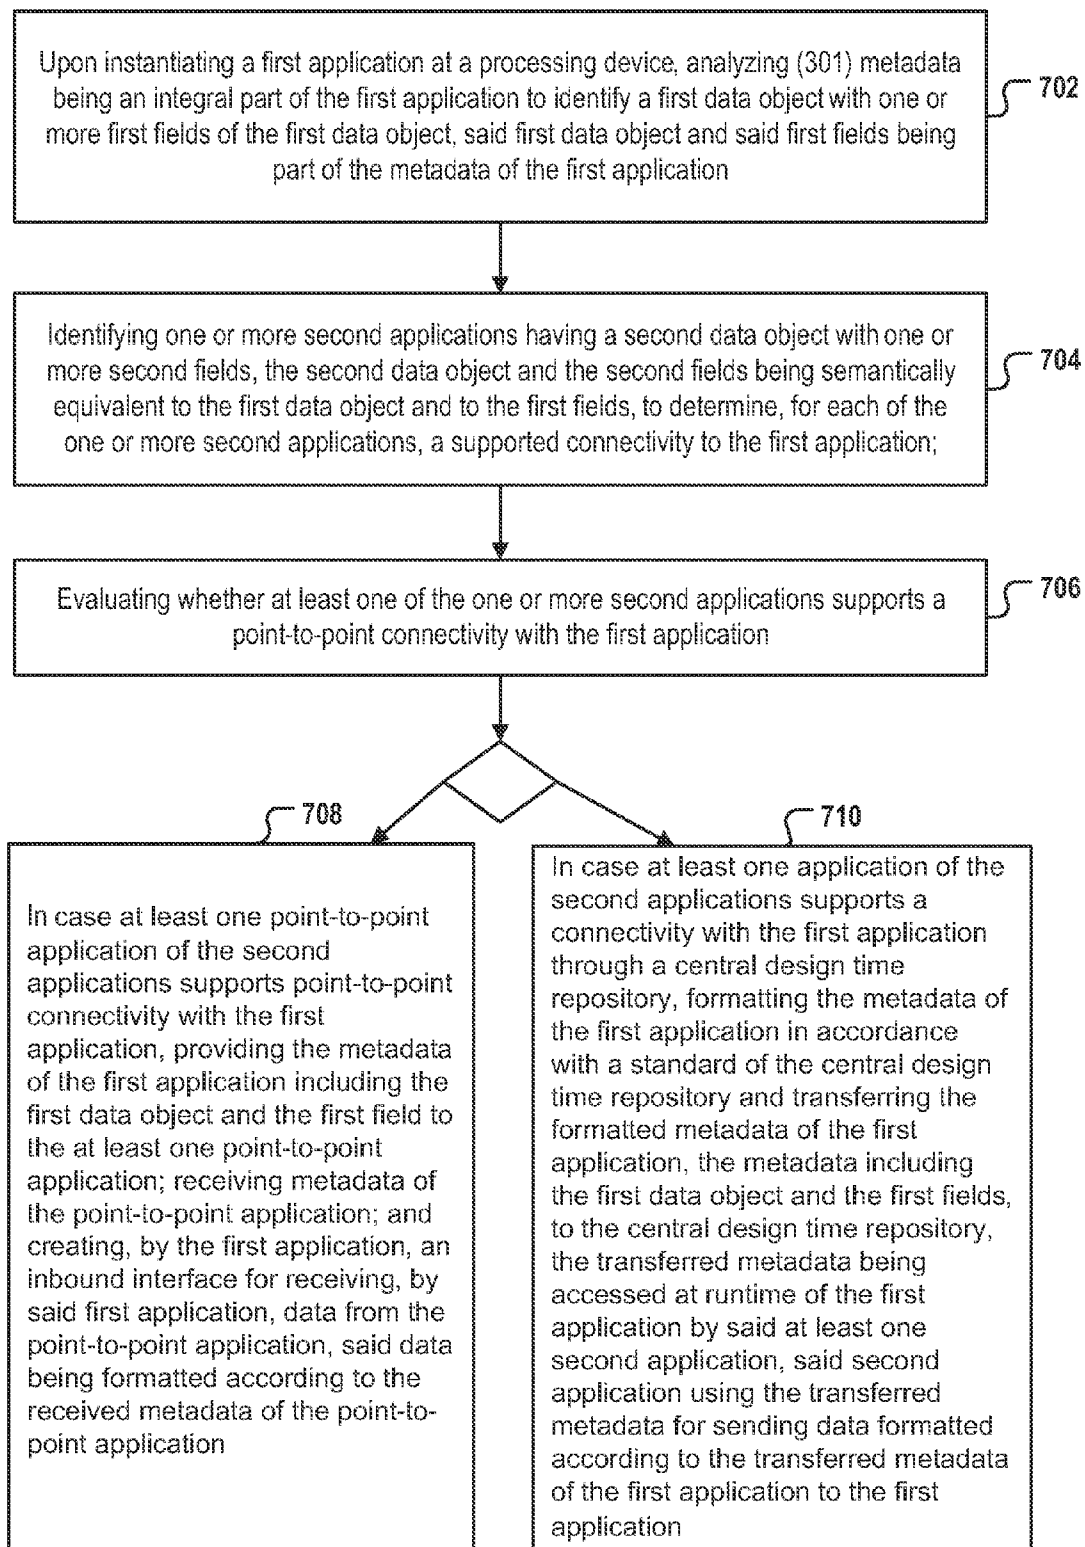 Upon instantiating a first application at a processing device, analyzing (301) metadata
being an integral part of the first application to identify a first data object with one or
more first fields of the first data object, said first data object and said first fields being
part of the metadata of the first application
702
Identifying one or more second applications having a second data object with one or
more second fields, the second data object and the second fields being semantically
equivalent to the first data object and to the first fields, to determine, for each of the
one or more second applications, a supported connectivity to the first application;
704
Evaluating whether at least one of the one or more second applications supports a
point-to-point connectivity with the first application
706
708
In case at least one point-to-point
application of the second
applications supports point-to-point
connectivity with the first
application, providing the metadata
of the first application including the
first data object and the first field to
the at least one point-to-point
application; receiving metadata of
the point-to-point application; and
creating, by the first application, an
inbound interface for receiving, by
said first application, data from the
point-to-point application, said data
being formatted according to the
received metadata of the point-to-
point application
710
In case at least one application of the
second applications supports a
connectivity with the first application
through a central design time
repository, formatting the metadata of
the first application in accordance
with a standard of the central design
time repository and transferring the
formatted metadata of the first
application, the metadata including
the first data object and the first fields,
to the central design time repository,
the transferred metadata being
accessed at runtime of the first
application by said at least one
second application, said second
application using the transferred
metadata for sending data formatted
according to the transferred metadata
of the first application to the first
application